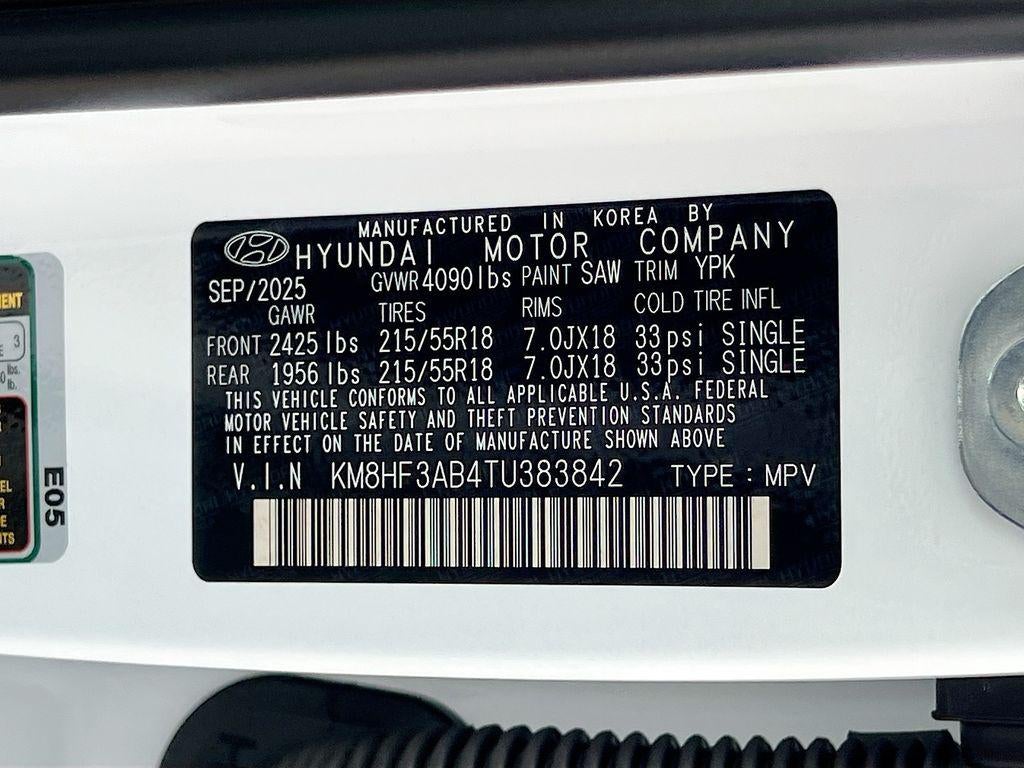 MANUFACTURED IN KOREA BY
HYUNDAI MOTOR COMPANY
SEP/2025 GVWR 4090lbs PAINT SAW TRIM YPK
GAWR TIRES RIMS COLD TIRE INFL
FRONT 2425 lbs 215/55R18 7.0JX18 33psi SINGLE
REAR 1956 lbs 215/55R18 7.0JX18 33psi SINGLE
THIS VEHICLE CONFORMS TO ALL APPLICABLE U.S.A. FEDERAL
MOTOR VEHICLE SAFETY AND THEFT PREVENTION STANDARDS
IN EFFECT ON THE DATE OF MANUFACTURE SHOWN ABOVE
V.I.N KM8HF3AB4TU383842 TYPE : MPV
3
lbs.
lb.
E05